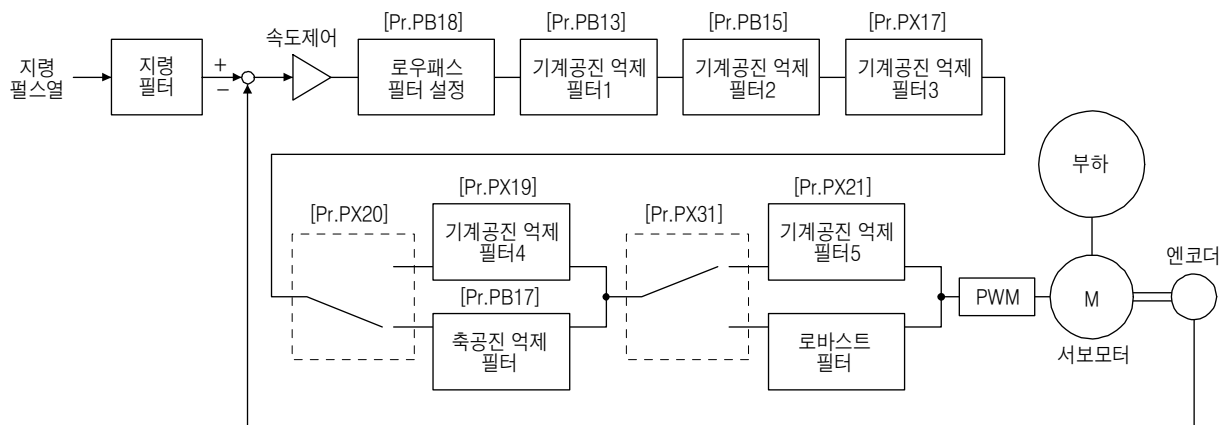 [Pr.PB18]
[Pr.PB13]
[Pr.PB15]
[Pr.PX17]
속도제어
지령
펄스열
지령
필터
+
−
로우패스
필터 설정
기계공진 억제
필터1
기계공진 억제
필터2
기계공진 억제
필터3
부하
[Pr.PX19]
[Pr.PX21]
[Pr.PX20]
[Pr.PX31]
기계공진 억제
필터4
기계공진 억제
필터5
엔코더
[Pr.PB17]
PWM
M
축공진 억제
필터
로바스트
필터
서보모터